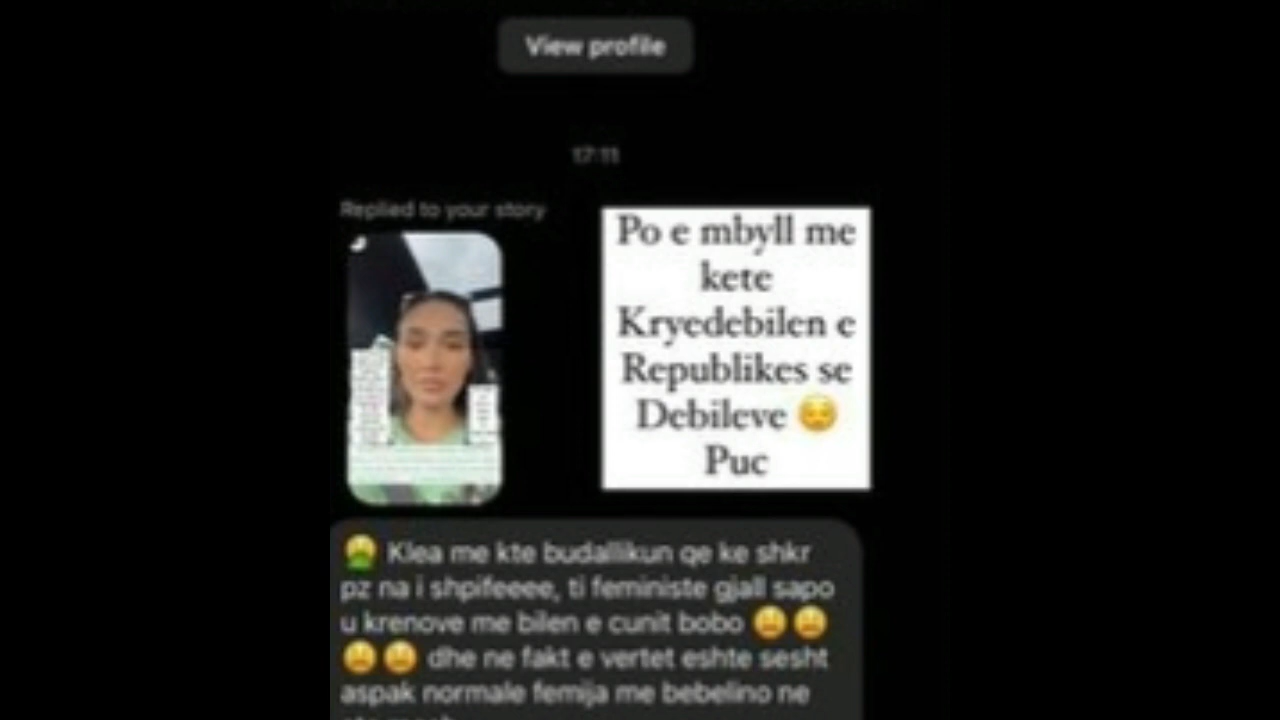 View profile
17:11
Replied to your story
Po e mbyll me
kete
Kryedebilen e
Republikes se
Debileve 😔
Puc
🤮 Klea me kte budallikun qe ke shkr
pz na i shpifeeee, ti feministe gjall sapo
u krenove me bilen e cunit bobo 😩😩
😩😩 dhe ne fakt e vertet eshte sesht
aspak normale femija me bebelino ne